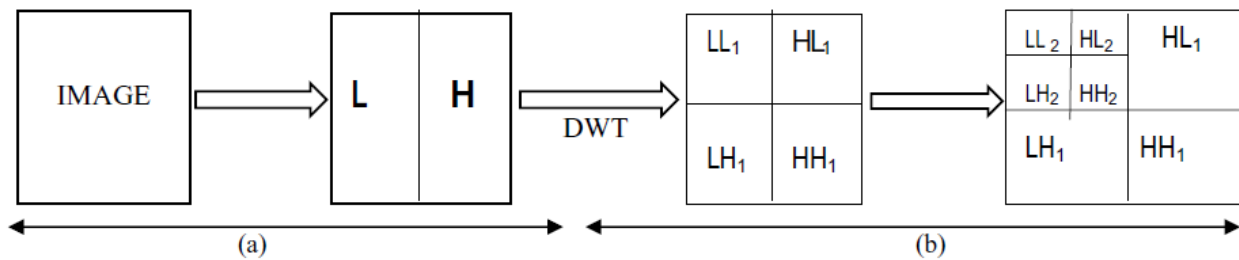 IMAGE
L H
DWT
LL₁ HL₁
LH₁ HH₁
LL₂ HL₂ HL₁
LH₂ HH₂
LH₁ HH₁
(a) (b)